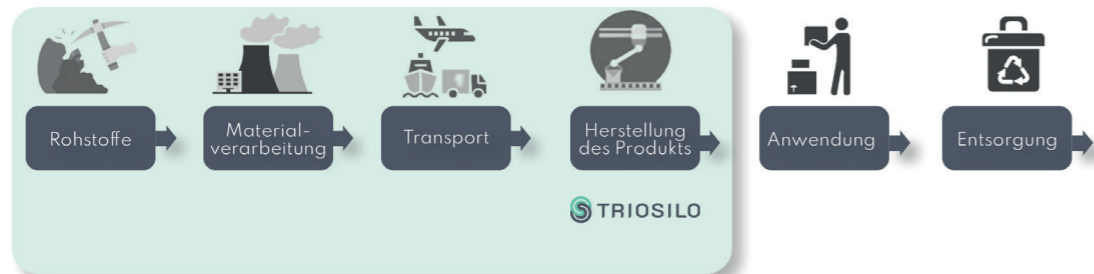 Rohstoffe
Material-
verarbeitung
Transport
Herstellung
des Produkts
Anwendung
Entsorgung
TRIOSILO